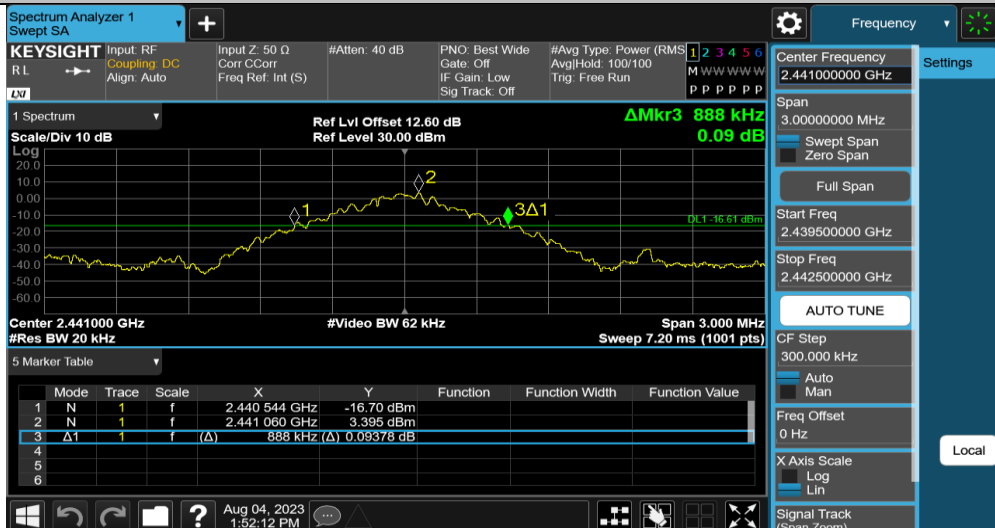 Spectrum Analyzer 1
Swept SA
+
Frequency
KEYSIGHT
RL
LXI
Input: RF
Coupling: DC
Align: Auto
Input Z: 50 Ω
Corr CCorr
Freq Ref: Int (S)
#Atten: 40 dB
PNO: Best Wide
Gate: Off
IF Gain: Low
Sig Track: Off
#Avg Type: Power (RMS
Avg|Hold: 100/100
Trig: Free Run
1 2 3 4 5 6
M W W W W W
P P P P P P
1 Spectrum
Scale/Div 10 dB
Log
Ref Lvl Offset 12.60 dB
Ref Level 30.00 dBm
ΔMkr3 888 kHz
0.09 dB
20.0
10.0
0.00
-10.0
-20.0
-30.0
-40.0
-50.0
-60.0
1
2
3Δ1
DL1 -16.61 dBm
Center 2.441000 GHz
#Video BW 62 kHz
Span 3.000 MHz
#Res BW 20 kHz
Sweep 7.20 ms (1001 pts)
5 Marker Table
Mode Trace Scale X Y Function Function Width Function Value
1 N 1 f 2.440 544 GHz -16.70 dBm
2 N 1 f 2.441 060 GHz 3.395 dBm
3 Δ1 1 f (Δ) 888 kHz (Δ) 0.09378 dB
4
5
6
Aug 04, 2023
1:52:12 PM
?
Center Frequency
2.441000000 GHz
Span
3.00000000 MHz
Swept Span
Zero Span
Full Span
Start Freq
2.439500000 GHz
Stop Freq
2.442500000 GHz
AUTO TUNE
CF Step
300.000 kHz
Auto
Man
Freq Offset
0 Hz
X Axis Scale
Log
Lin
Signal Track
(Span Zoom)
Settings
Local